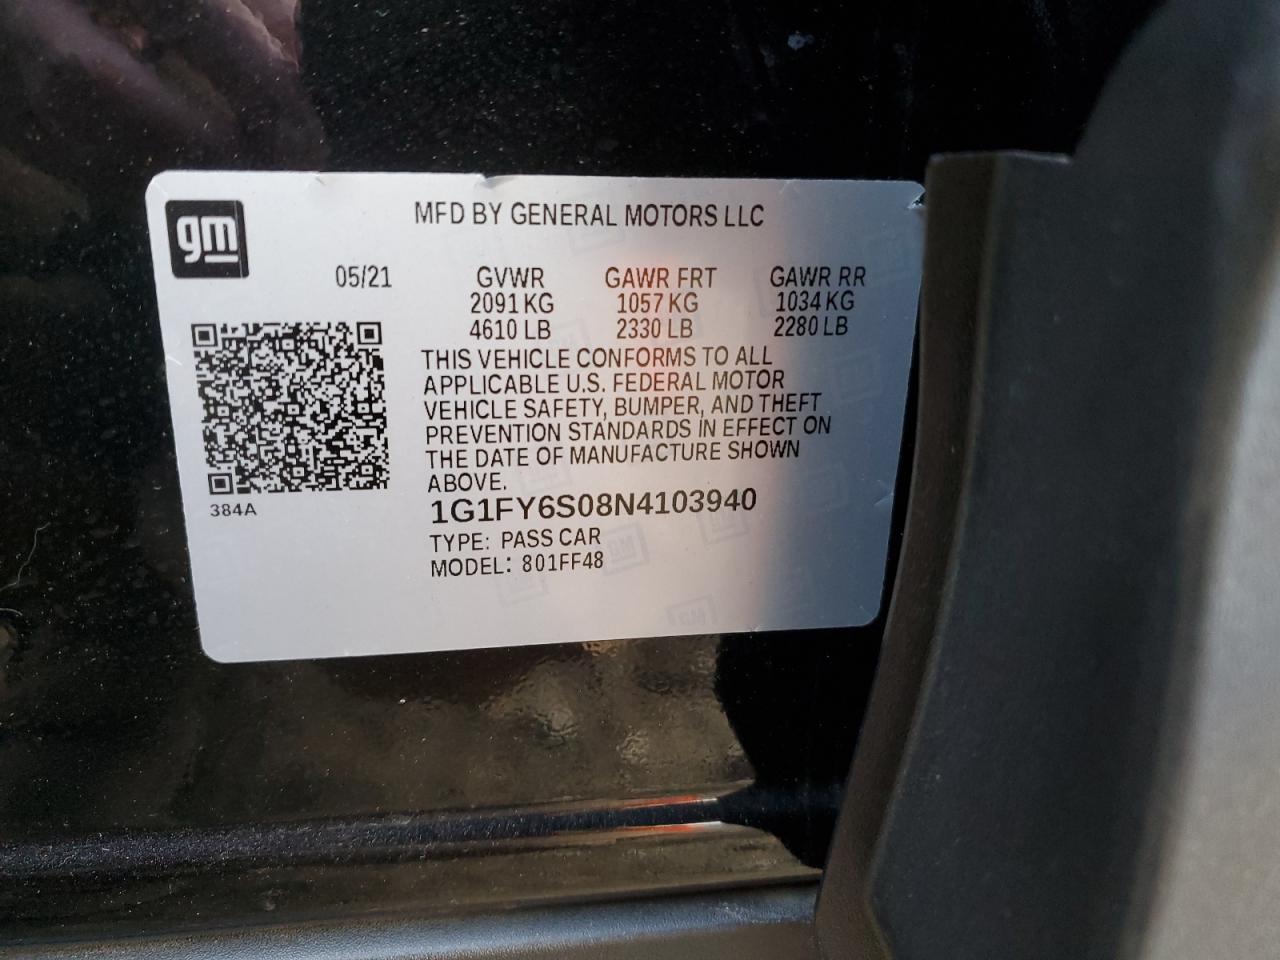 gm
MFD BY GENERAL MOTORS LLC
05/21 GVWR GAWR FRT GAWR RR
2091 KG 1057 KG 1034 KG
4610 LB 2330 LB 2280 LB
THIS VEHICLE CONFORMS TO ALL
APPLICABLE U.S. FEDERAL MOTOR
VEHICLE SAFETY, BUMPER, AND THEFT
PREVENTION STANDARDS IN EFFECT ON
THE DATE OF MANUFACTURE SHOWN
ABOVE.
384A
1G1FY6S08N4103940
TYPE: PASS CAR
MODEL: 801FF48